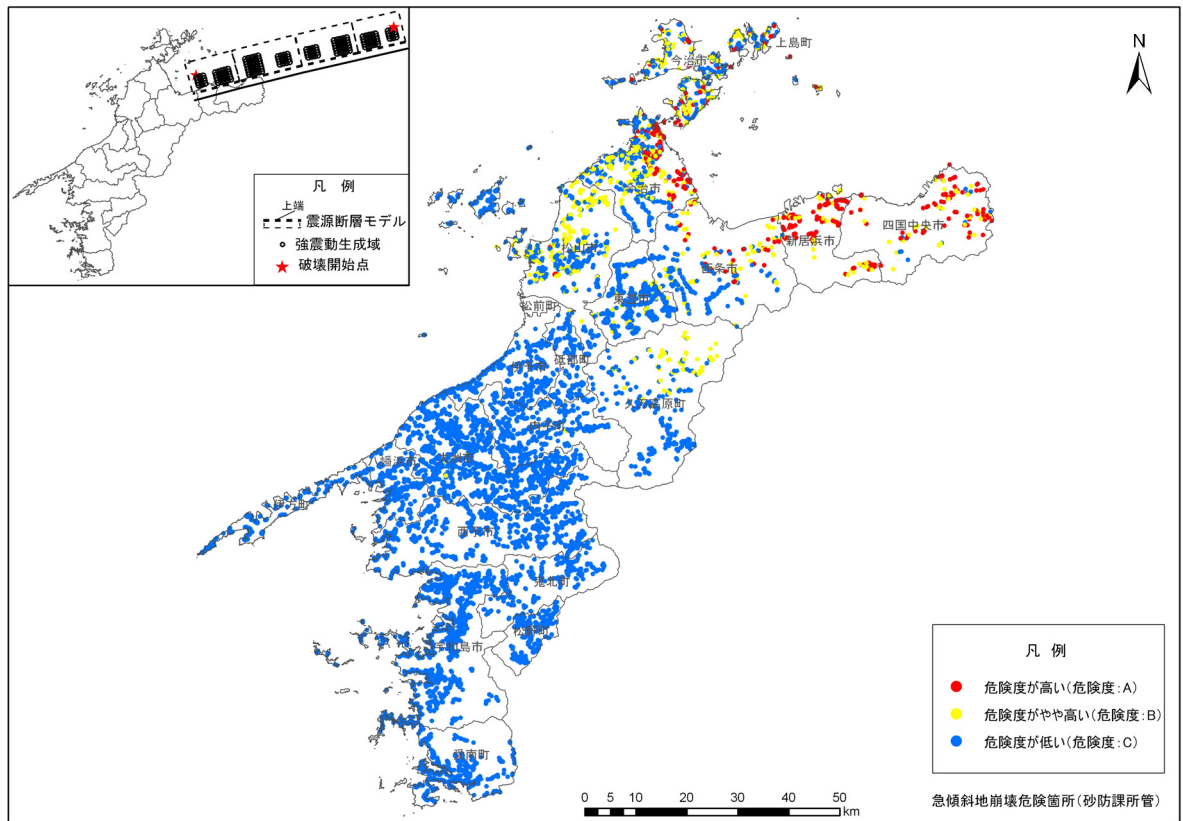 凡 例
上端
震源断層モデル
強震動生成域
破壊開始点
N
上島町
今治市
今治市
松山市
新居浜市
四国中央市
西条市
東温市
松前町
砥部町
伊予市
久万高原町
内子町
大洲市
八幡浜市
伊方町
西予市
鬼北町
松野町
宇和島市
愛南町
凡 例
危険度が高い(危険度:A)
危険度がやや高い(危険度:B)
危険度が低い(危険度:C)
0 5 10 20 30 40 50
km
急傾斜地崩壊危険箇所(砂防課所管)